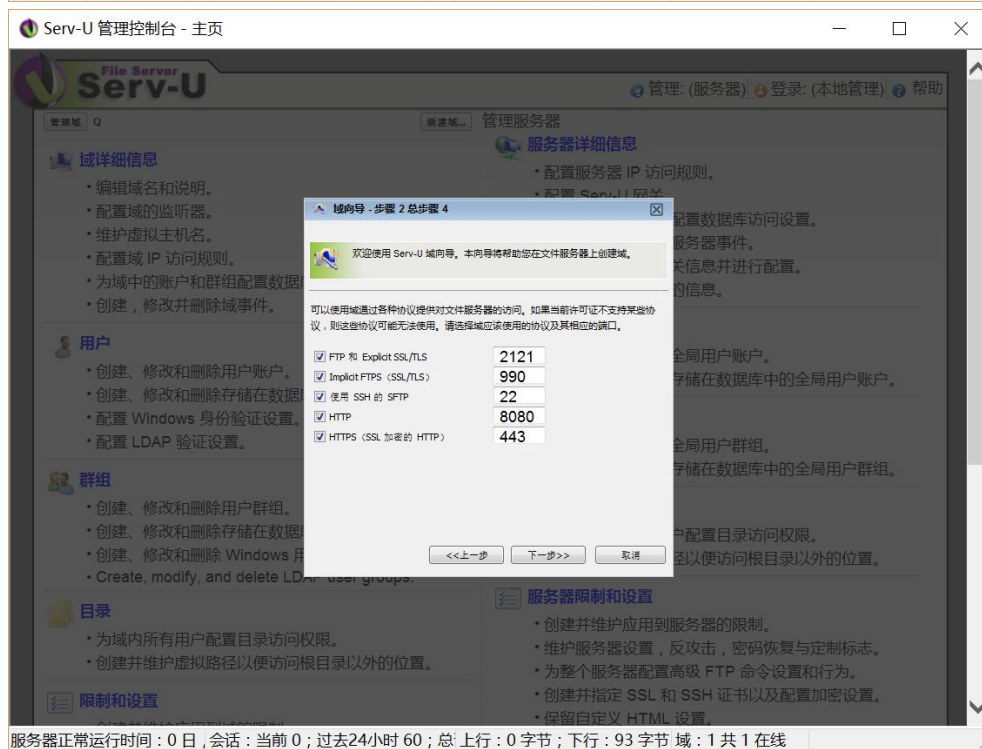 Serv-U 管理控制台 - 主页
File Server
Serv-U
管理: (服务器) 登录: (本地管理) 帮助
管理域 Q 新建域... 管理服务器
域详细信息
・编辑域名和说明。
・配置域的监听器。
・维护虚拟主机名。
・配置域 IP 访问规则。
・为域中的账户和群组配置数据
・创建，修改并删除域事件。
用户
・创建、修改和删除用户账户。
・创建、修改和删除存储在数据
・配置 Windows 身份验证设置。
・配置 LDAP 验证设置。
群组
・创建、修改和删除用户群组。
・创建、修改和删除存储在数据
・创建、修改和删除 Windows 用
・Create, modify, and delete LDAP user groups.
目录
・为域内所有用户配置目录访问权限。
・创建并维护虚拟路径以便访问根目录以外的位置。
限制和设置
服务器详细信息
・配置服务器 IP 访问规则。
・配置 Serv-U 网关
配置数据库访问设置。
服务器事件。
关信息并进行配置。
的信息。
全局用户账户。
存储在数据库中的全局用户账户。
全局用户群组。
存储在数据库中的全局用户群组。
户配置目录访问权限。
径以便访问根目录以外的位置。
服务器限制和设置
・创建并维护应用到服务器的限制。
・维护服务器设置，反攻击，密码恢复与定制标志。
・为整个服务器配置高级 FTP 命令设置和行为。
・创建并指定 SSL 和 SSH 证书以及配置加密设置。
・保留自定义 HTML 设置。
域向导 - 步骤 2 总步骤 4
欢迎使用 Serv-U 域向导。本向导将帮助您在文件服务器上创建域。
可以使用域通过各种协议提供对文件服务器的访问。如果当前许可证不支持某些协
议，则这些协议可能无法使用。请选择域应该使用的协议及其相应的端口。
FTP 和 Explicit SSL/TLS 2121
Implicit FTPS (SSL/TLS) 990
使用 SSH 的 SFTP 22
HTTP 8080
HTTPS (SSL 加密的 HTTP) 443
<<上一步 下一步>> 取消
服务器正常运行时间：0 日 会话：当前 0；过去24小时 60；总 上行：0 字节；下行：93 字节 域：1 共 1 在线